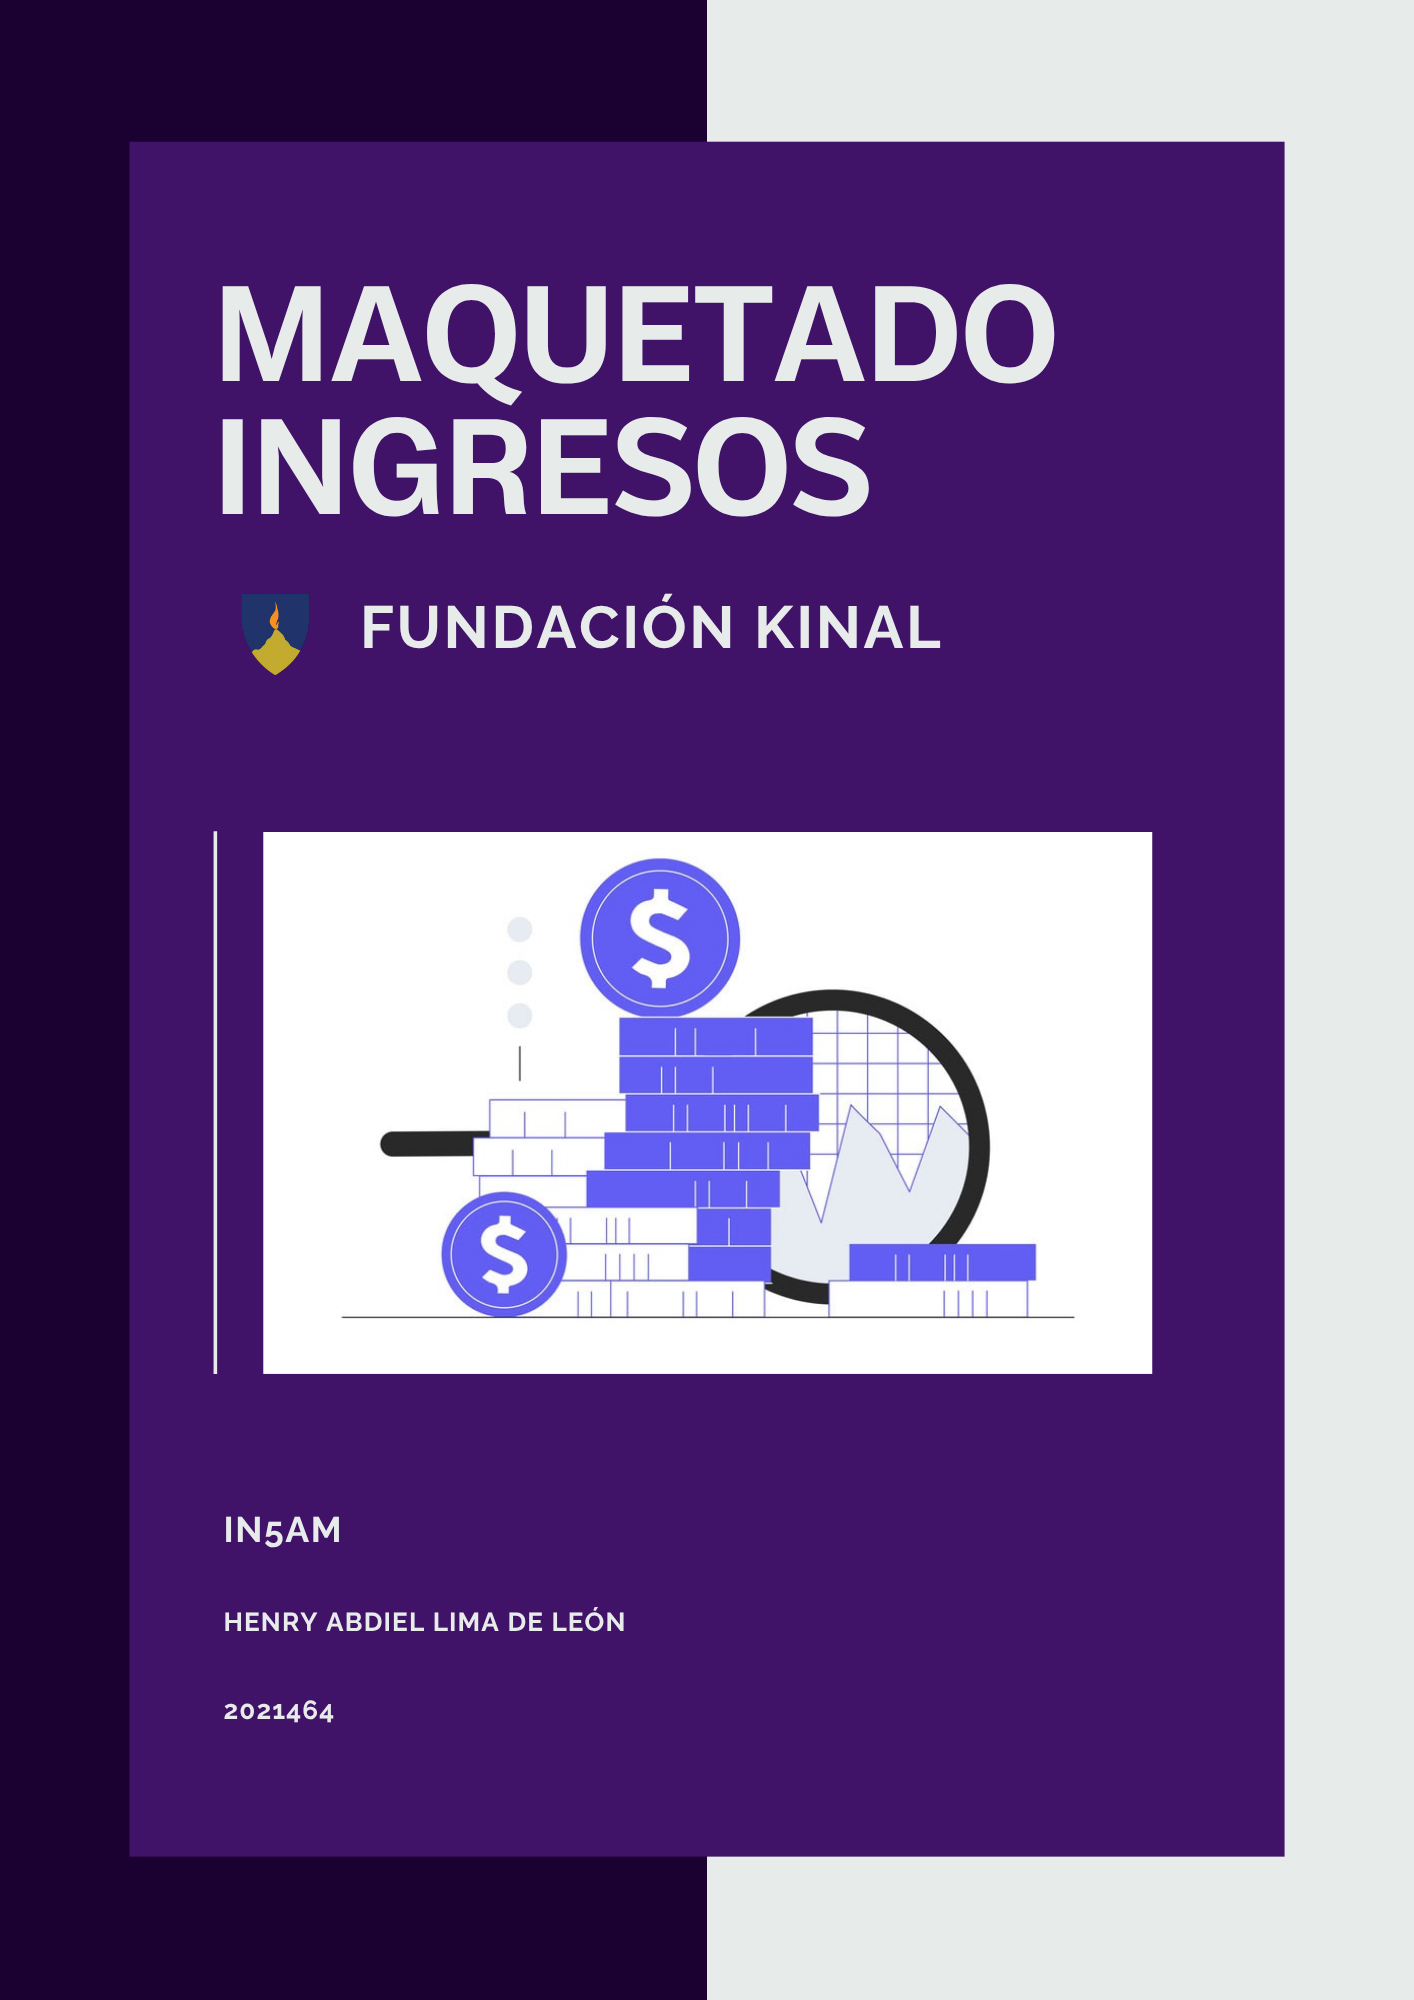 MAQUETADO
INGRESOS
FUNDACIÓN KINAL
$
$
IN5AM
HENRY ABDIEL LIMA DE LEÓN
2021464